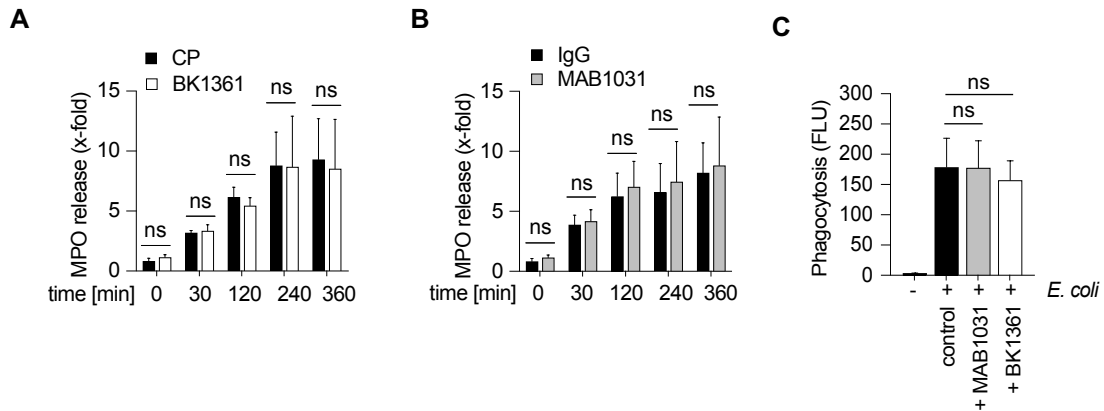 A
CP
BK1361
MPO release (x-fold)
15
10
5
0
ns
ns
ns
ns
ns
time [min] 0 30 120 240 360
B
IgG
MAB1031
MPO release (x-fold)
15
10
5
0
ns
ns
ns
ns
ns
time [min] 0 30 120 240 360
C
Phagocytosis (FLU)
300
250
200
150
100
50
0
ns
ns
- + + + E. coli
control
+ MAB1031
+ BK1361